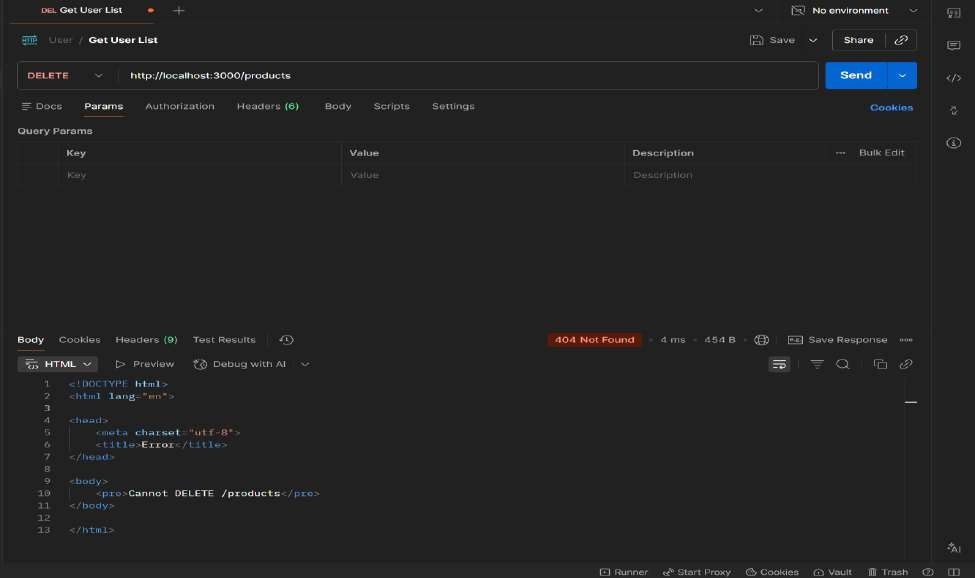 DEL Get User List
No environment
HTTP User / Get User List Save Share
DELETE http://localhost:3000/products Send
Docs Params Authorization Headers (6) Body Scripts Settings Cookies
Query Params
Key Value Description ... Bulk Edit
Key Value Description
Body Cookies Headers (9) Test Results 404 Not Found 4 ms 454 B Save Response
HTML Preview Debug with AI
1 <!DOCTYPE html>
2 <html lang="en">
3
4 <head>
5 <meta charset="utf-8">
6 <title>Error</title>
7 </head>
8
9 <body>
10 <pre>Cannot DELETE /products</pre>
11 </body>
12
13 </html>
AI
Runner Start Proxy Cookies Vault Trash